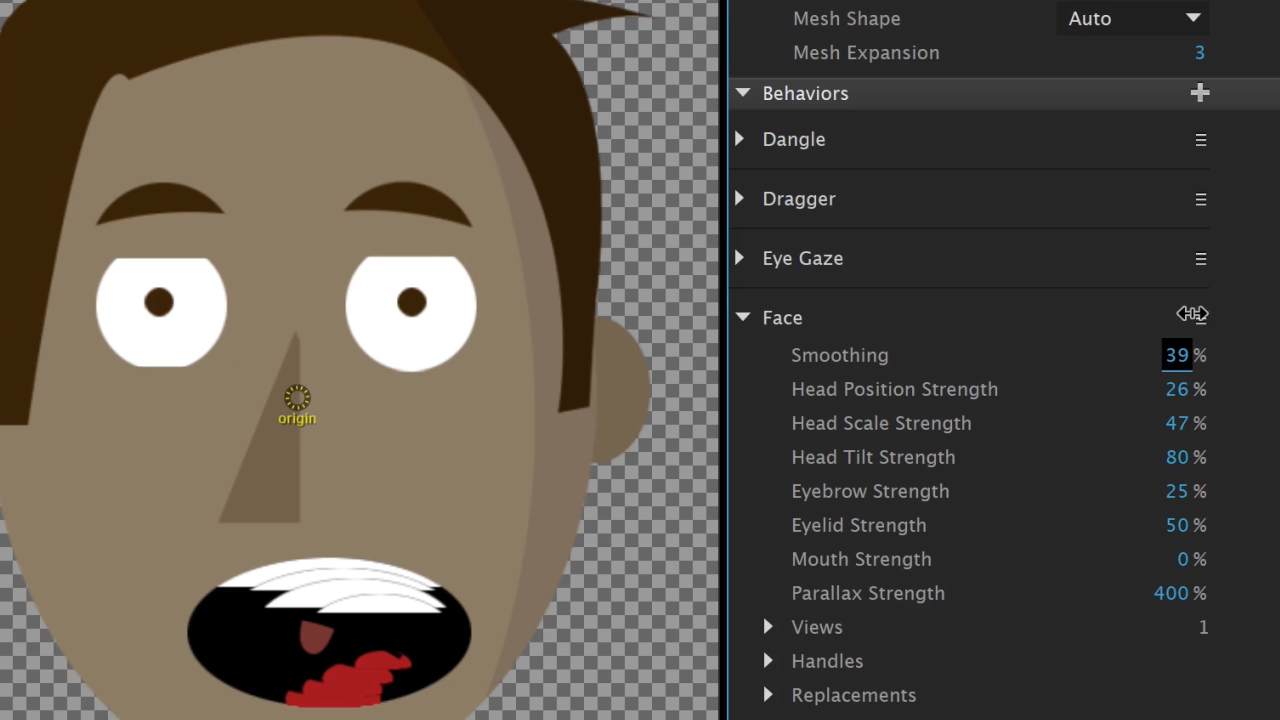 Mesh Shape Auto
Mesh Expansion 3
Behaviors
Dangle
Dragger
Eye Gaze
Face
Smoothing 39 %
Head Position Strength 26 %
Head Scale Strength 47 %
Head Tilt Strength 80 %
Eyebrow Strength 25 %
Eyelid Strength 50 %
Mouth Strength 0 %
Parallax Strength 400 %
Views 1
Handles
Replacements
origin